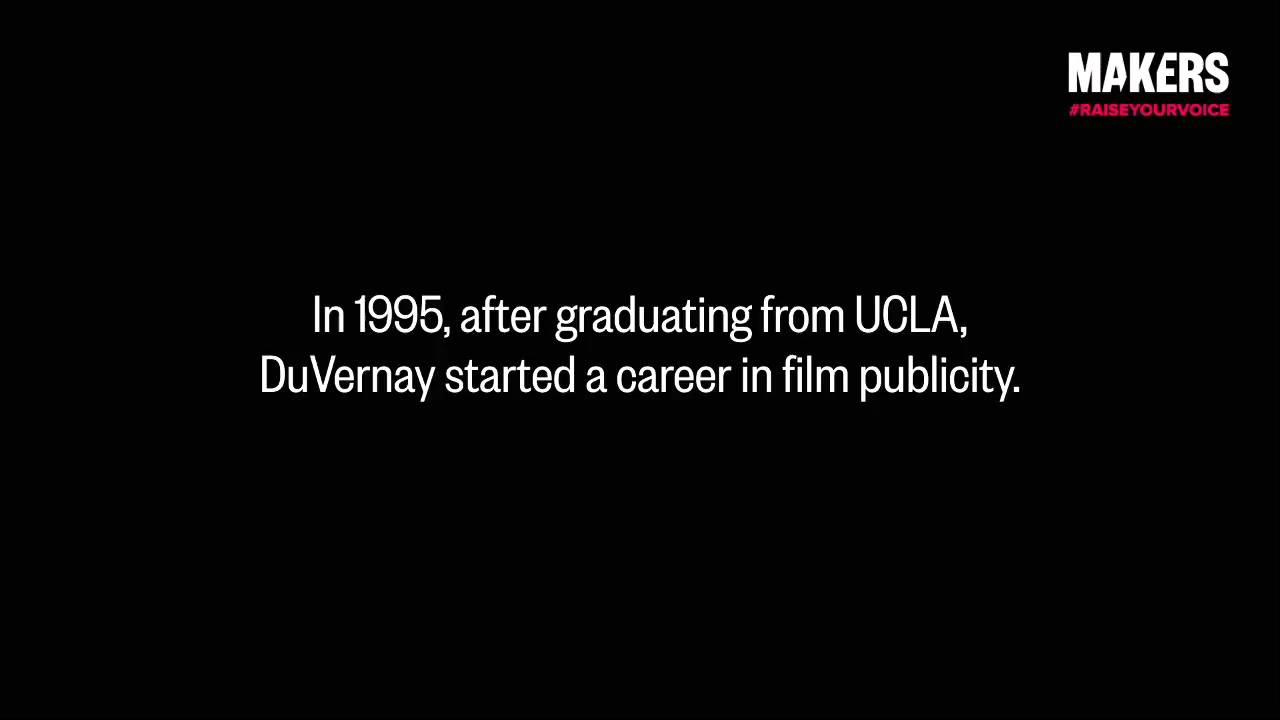 MAKERS
#RAISEYOURVOICE
In 1995, after graduating from UCLA,
DuVernay started a career in film publicity.